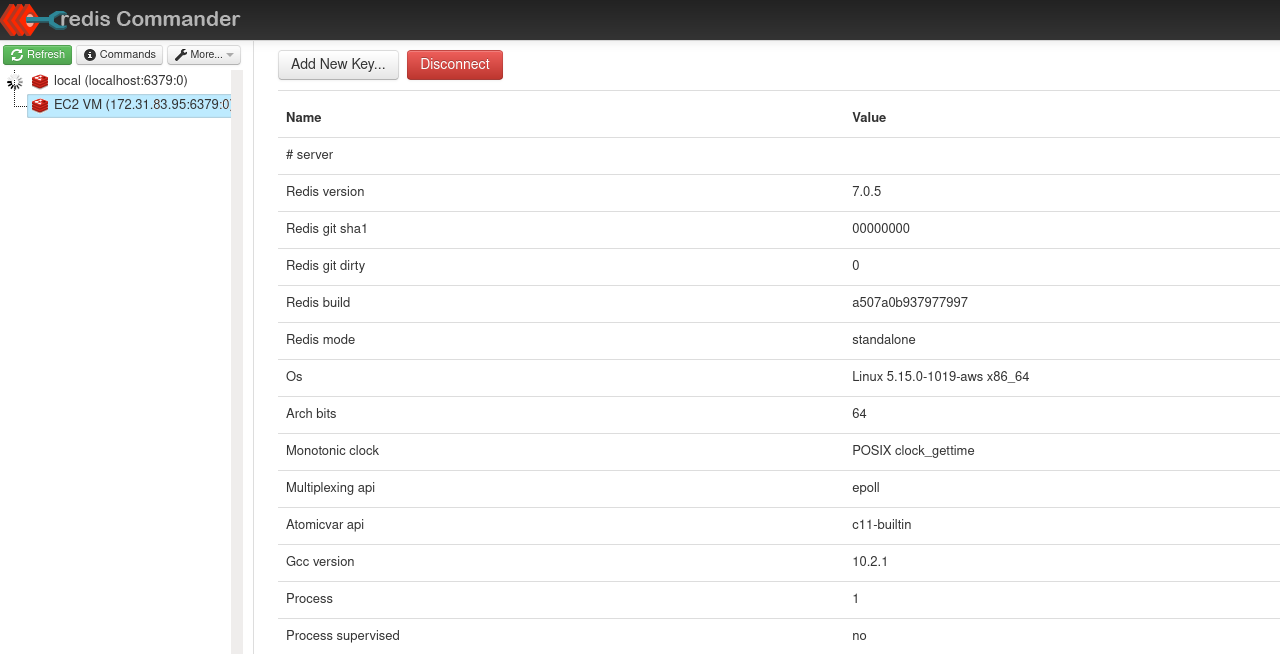 redis Commander
Refresh Commands More...
local (localhost:6379:0)
EC2 VM (172.31.83.95:6379:0)
Add New Key... Disconnect
Name Value
# server
Redis version 7.0.5
Redis git sha1 00000000
Redis git dirty 0
Redis build a507a0b937977997
Redis mode standalone
Os Linux 5.15.0-1019-aws x86_64
Arch bits 64
Monotonic clock POSIX clock_gettime
Multiplexing api epoll
Atomicvar api c11-builtin
Gcc version 10.2.1
Process 1
Process supervised no